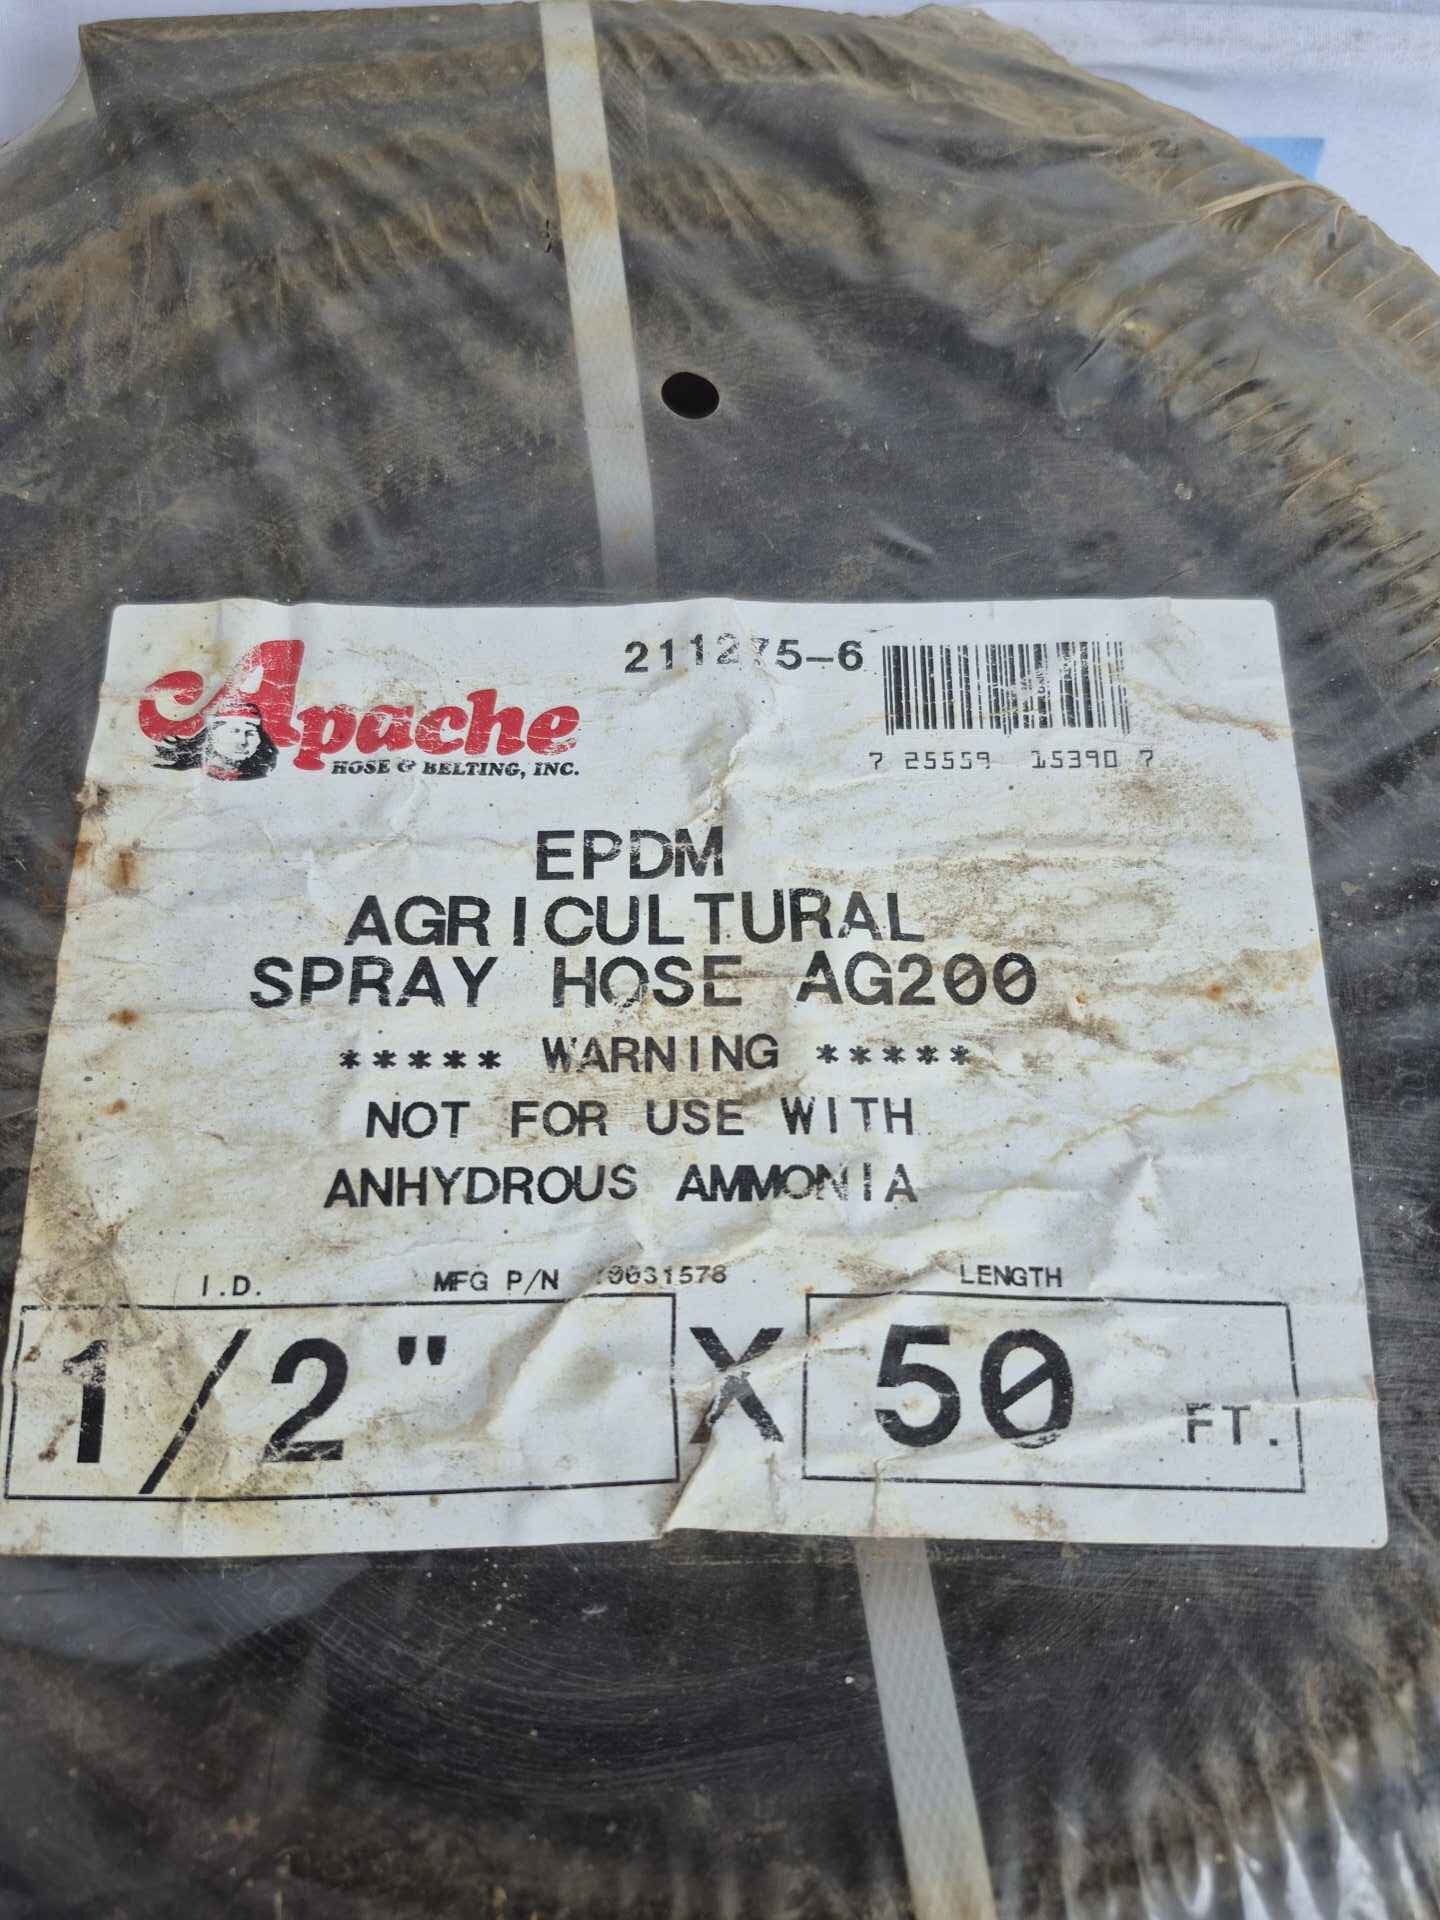 Apache
HOSE & BELTING, INC.
211275-6
7 25559 15390 7
EPDM
AGRICULTURAL
SPRAY HOSE AG200
***** WARNING *****
NOT FOR USE WITH
ANHYDROUS AMMONIA
I.D. MFG P/N LENGTH
1/2" X 50 FT.